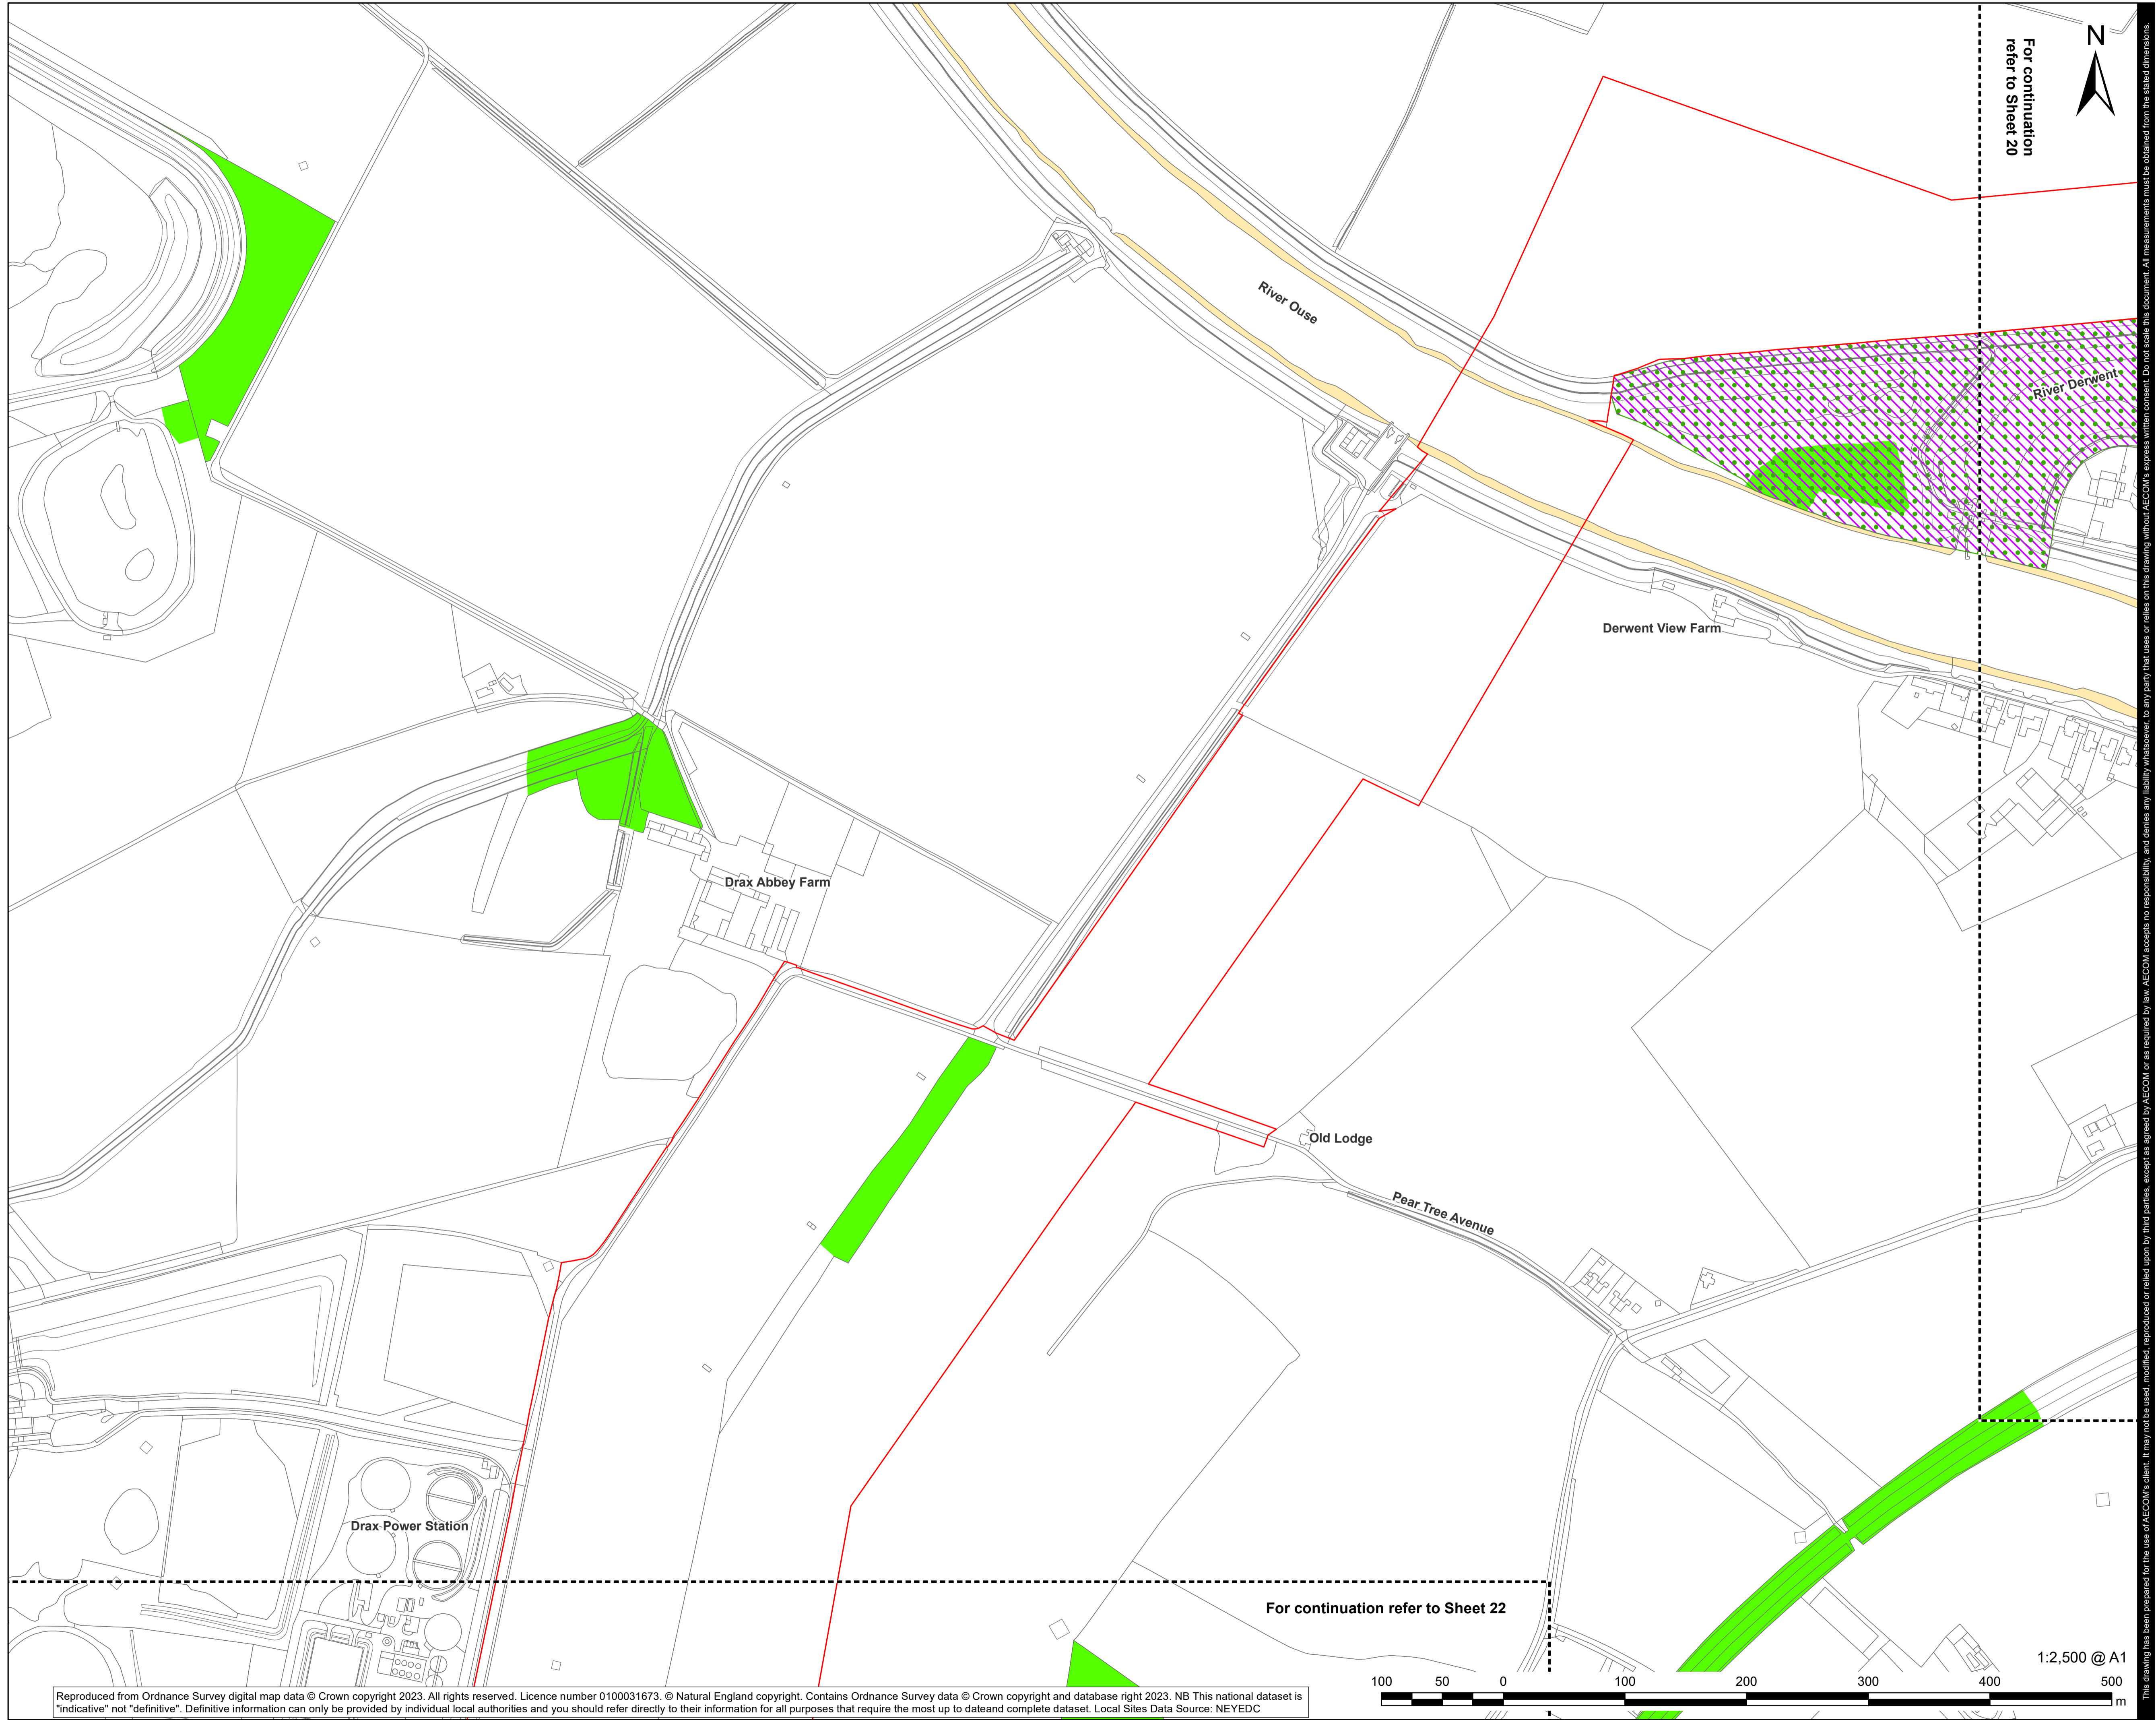 For continuation
refer to Sheet 20
N
River Ouse
River Derwent
Derwent View Farm
Drax Abbey Farm
Old Lodge
Pear Tree Avenue
Drax Power Station
For continuation refer to Sheet 22
1:2,500 @ A1
100 50 0 100 200 300 400 500
m
Reproduced from Ordnance Survey digital map data © Crown copyright 2023. All rights reserved. Licence number 0100031673. © Natural England copyright. Contains Ordnance Survey data © Crown copyright and database right 2023. NB This national dataset is
"indicative" not "definitive". Definitive information can only be provided by individual local authorities and you should refer directly to their information for all purposes that require the most up to dateand complete dataset. Local Sites Data Source: NEYEDC
This drawing has been prepared for the use of AECOM's client. It may not be used, modified, reproduced or relied upon by third parties, except as agreed by AECOM or as required by law. AECOM accepts no responsibility, and denies any liability whatsoever, to any party that uses or relies on this drawing without AECOM's express written consent. Do not scale this document. All measurements must be obtained from the stated dimensions.